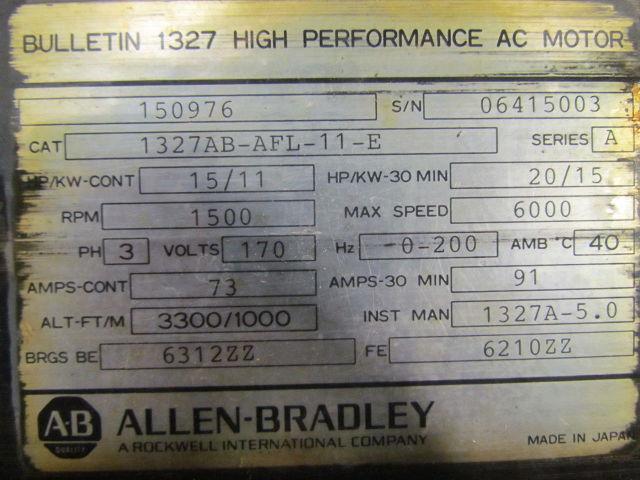 BULLETIN 1327 HIGH PERFORMANCE AC MOTOR
150976 S/N 06415003
CAT 1327AB-AFL-11-E SERIES A
HP/KW-CONT 15/11 HP/KW-30 MIN 20/15
RPM 1500 MAX SPEED 6000
PH 3 VOLTS 170 Hz 0-200 AMB °C 40
AMPS-CONT 73 AMPS-30 MIN 91
ALT-FT/M 3300/1000 INST MAN 1327A-5.0
BRGS BE 6312ZZ FE 6210ZZ
A-B ALLEN-BRADLEY
QUALITY A ROCKWELL INTERNATIONAL COMPANY MADE IN JAPAN